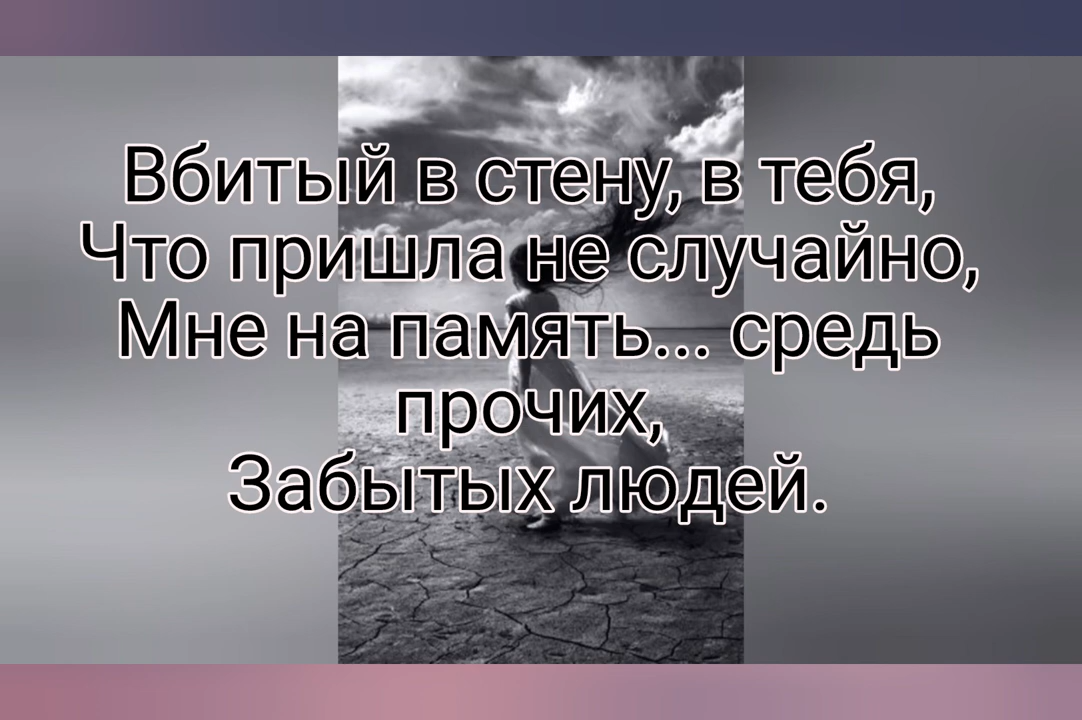 Вбитый в стену, в тебя,
Что пришла не случайно,
Мне на память... средь
прочих,
Забытых людей.